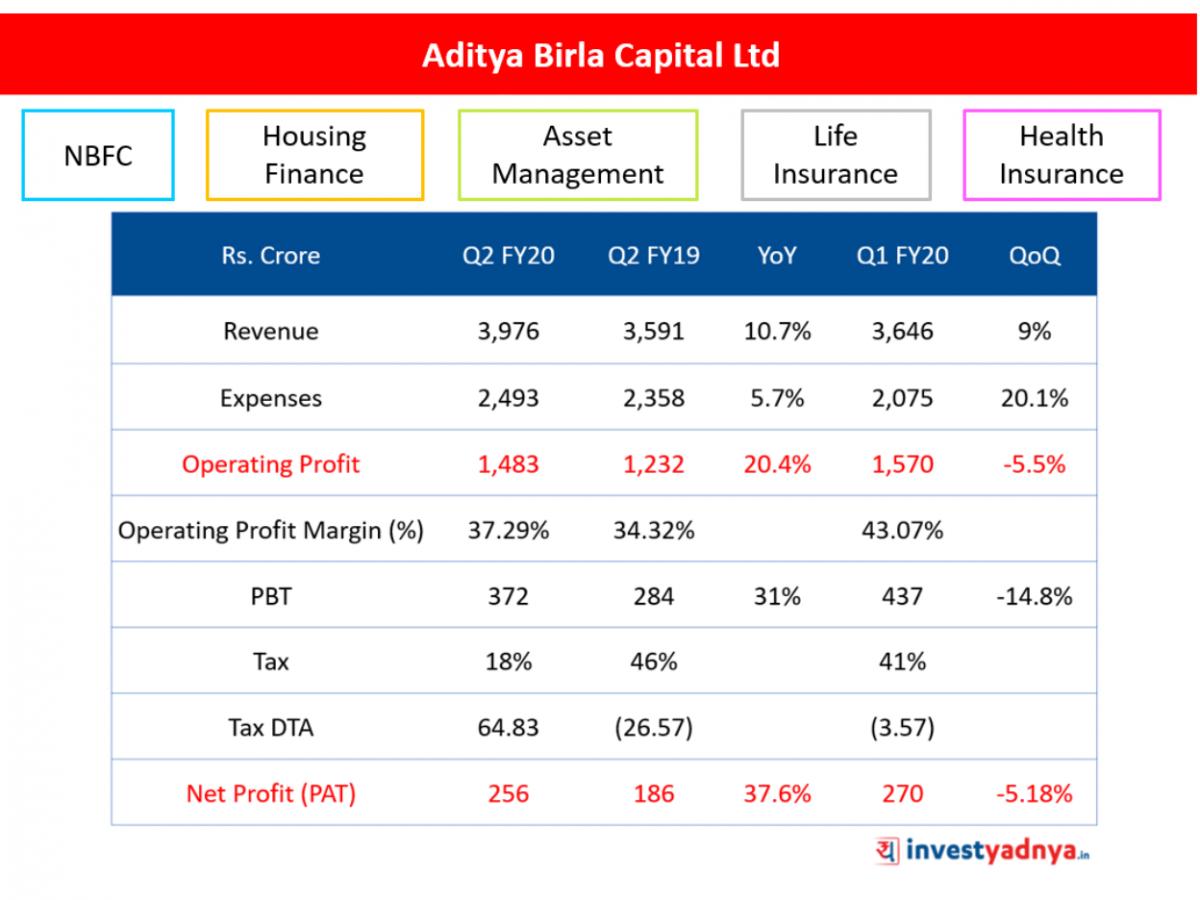 Aditya Birla Capital Ltd
NBFC
Housing
Finance
Asset
Management
Life
Insurance
Health
Insurance
Rs. Crore Q2 FY20 Q2 FY19 YoY Q1 FY20 QoQ
Revenue 3,976 3,591 10.7% 3,646 9%
Expenses 2,493 2,358 5.7% 2,075 20.1%
Operating Profit 1,483 1,232 20.4% 1,570 -5.5%
Operating Profit Margin (%) 37.29% 34.32% 43.07%
PBT 372 284 31% 437 -14.8%
Tax 18% 46% 41%
Tax DTA 64.83 (26.57) (3.57)
Net Profit (PAT) 256 186 37.6% 270 -5.18%
investyadnya.in